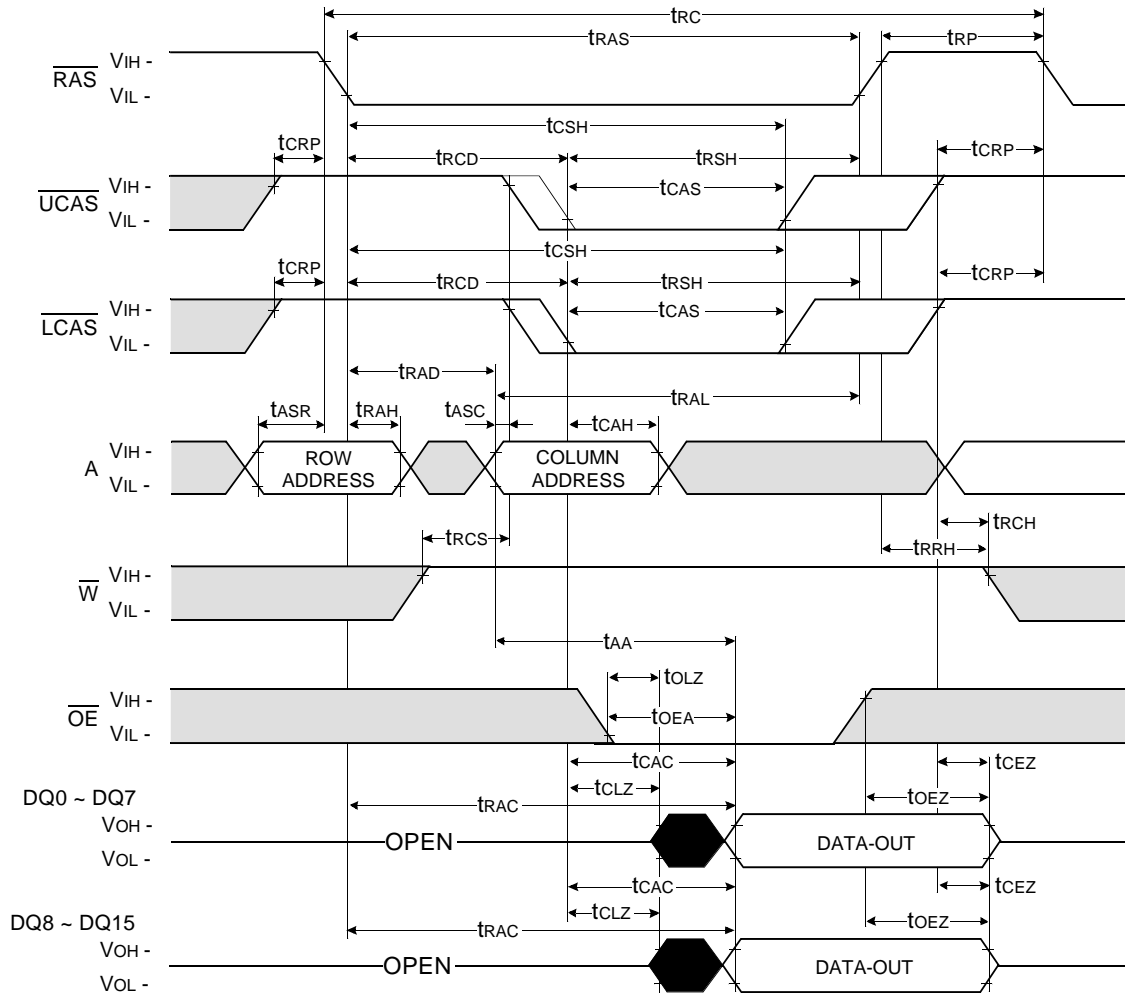 tRC
tRAS
tRP
RAS
VIH -
VIL -
tCSH
tCRP
tRCD
tRSH
tCRP
UCAS
VIH -
VIL -
tCAS
tCSH
tCRP
tRCD
tRSH
tCRP
LCAS
VIH -
VIL -
tCAS
tRAD
tRAL
tASR
tRAH
tASC
tCAH
A
VIH -
VIL -
ROW
ADDRESS
COLUMN
ADDRESS
tRCS
tRCH
tRRH
W
VIH -
VIL -
tAA
tOLZ
tOEA
OE
VIH -
VIL -
tCAC
tCEZ
tCLZ
tOEZ
DQ0 ~ DQ7
tRAC
VOH -
VOL -
OPEN
DATA-OUT
tCAC
tCEZ
tCLZ
tOEZ
DQ8 ~ DQ15
tRAC
VOH -
VOL -
OPEN
DATA-OUT